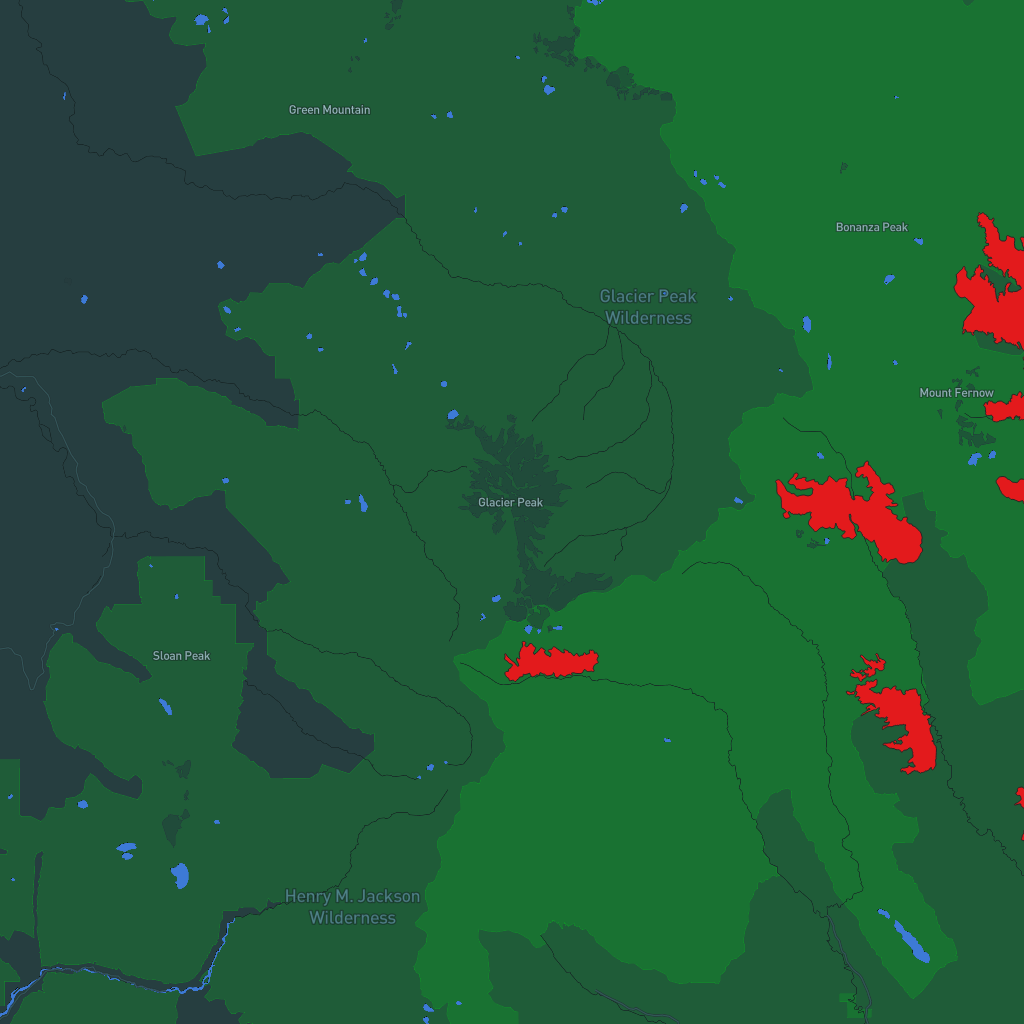 Green Mountain
Bonanza Peak
Glacier Peak
Wilderness
Mount Fernow
Glacier Peak
Sloan Peak
Henry M. Jackson
Wilderness